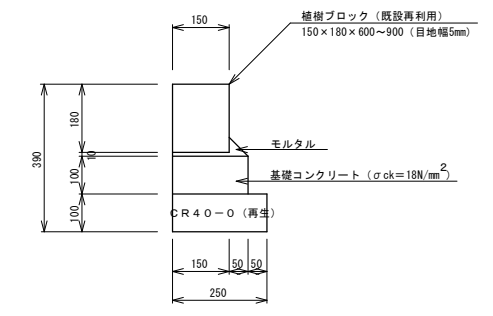 150
植樹ブロック（既設再利用）
150×180×600～900（目地幅5mm）
180
390
10
モルタル
100
基礎コンクリート（σck＝18N/mm2）
100
CR40－0（再生）
150 50 50
250